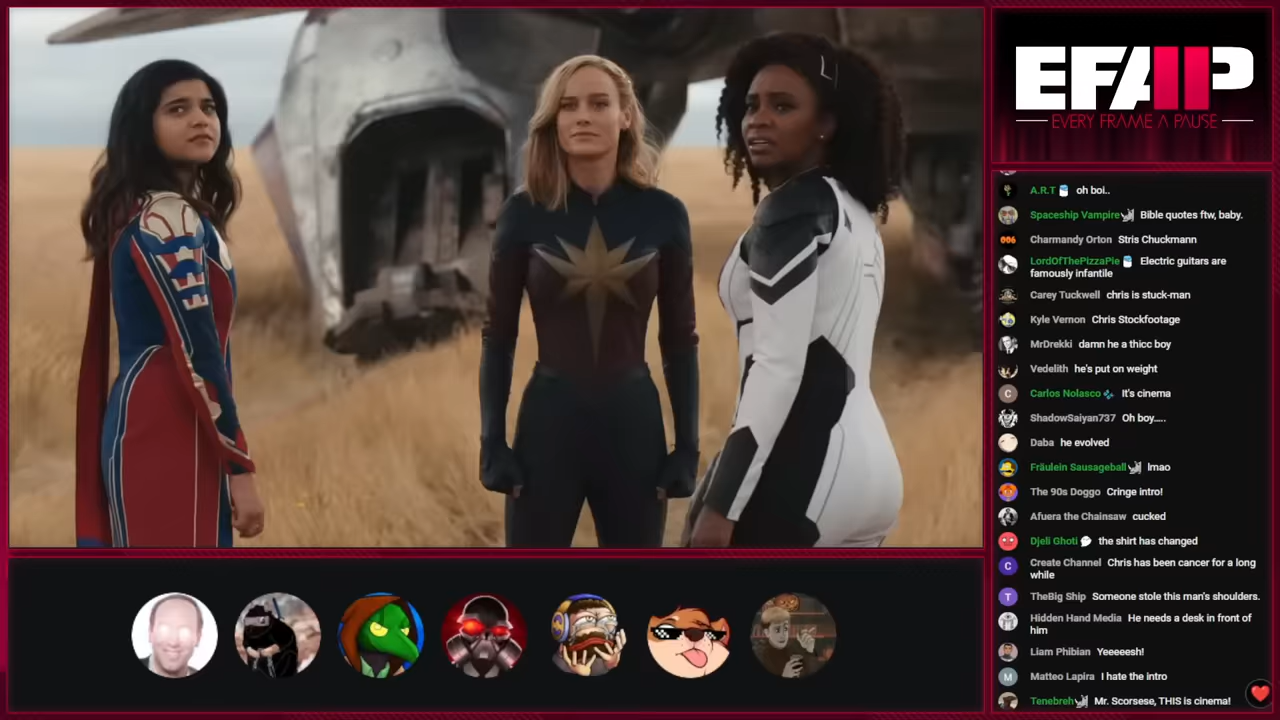 EFAP
EVERY FRAME A PAUSE
A.R.T oh boi..
Spaceship Vampire Bible quotes ftw, baby.
Charmandy Orton Stris Chuckmann
LordOfThePizzaPie Electric guitars are
famously infantile
Carey Tuckwell chris is stuck-man
Kyle Vernon Chris Stockfootage
MrDrekki damn he a thicc boy
Vedelith he's put on weight
C Carlos Nolasco It's cinema
ShadowSaiyan737 Oh boy.....
Daba he evolved
Fräulein Sausageball lmao
The 90s Doggo Cringe intro!
Afuera the Chainsaw cucked
Djeli Ghoti the shirt has changed
C Create Channel Chris has been cancer for a long
while
T TheBig Ship Someone stole this man's shoulders.
Hidden Hand Media He needs a desk in front of
him
Liam Phibian Yeeeeesh!
M Matteo Lapira I hate the intro
Tenebreh Mr. Scorsese, THIS is cinema!